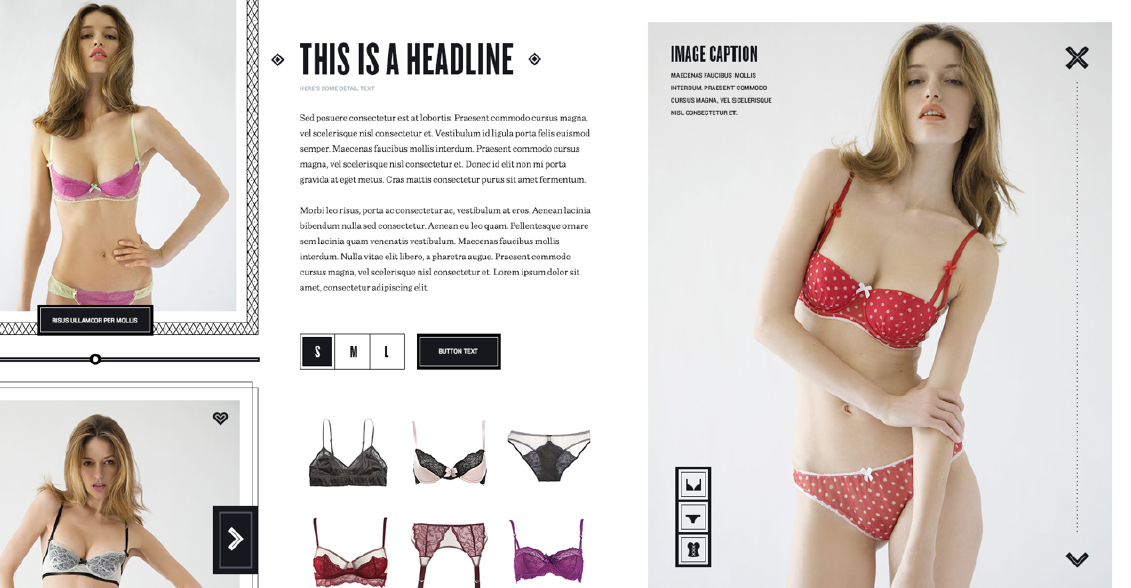 RISUS ULLAMCOR PER MOLLIS
THIS IS A HEADLINE
HERE'S SOME DETAIL TEXT
Sed posuere consectetur est at lobortis. Praesent commodo cursus magna,
vel scelerisque nisl consectetur et. Vestibulum id ligula porta felis euismod
semper. Maecenas faucibus mollis interdum. Praesent commodo cursus
magna, vel scelerisque nisl consectetur et. Donec id elit non mi porta
gravida at eget metus. Cras mattis consectetur purus sit amet fermentum.
Morbi leo risus, porta ac consectetur ac, vestibulum at eros. Aenean lacinia
bibendum nulla sed consectetur. Aenean eu leo quam. Pellentesque ornare
sem lacinia quam venenatis vestibulum. Maecenas faucibus mollis
interdum. Nulla vitae elit libero, a pharetra augue. Praesent commodo
cursus magna, vel scelerisque nisl consectetur et. Lorem ipsum dolor sit
amet, consectetur adipiscing elit.
S M L
BUTTON TEXT
IMAGE CAPTION
MAECENAS FAUCIBUS MOLLIS
INTERDUM. PRAESENT COMMODO
CURSUS MAGNA, VEL SCELERISQUE
NISL CONSECTETUR ET.